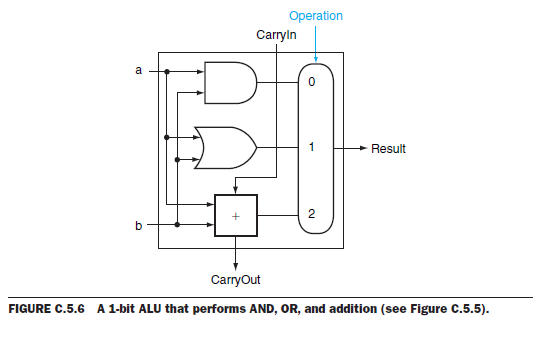 Operation
CarryIn
a
0
1
Result
2
+
b
CarryOut
FIGURE C.5.6 A 1-bit ALU that performs AND, OR, and addition (see Figure C.5.5).